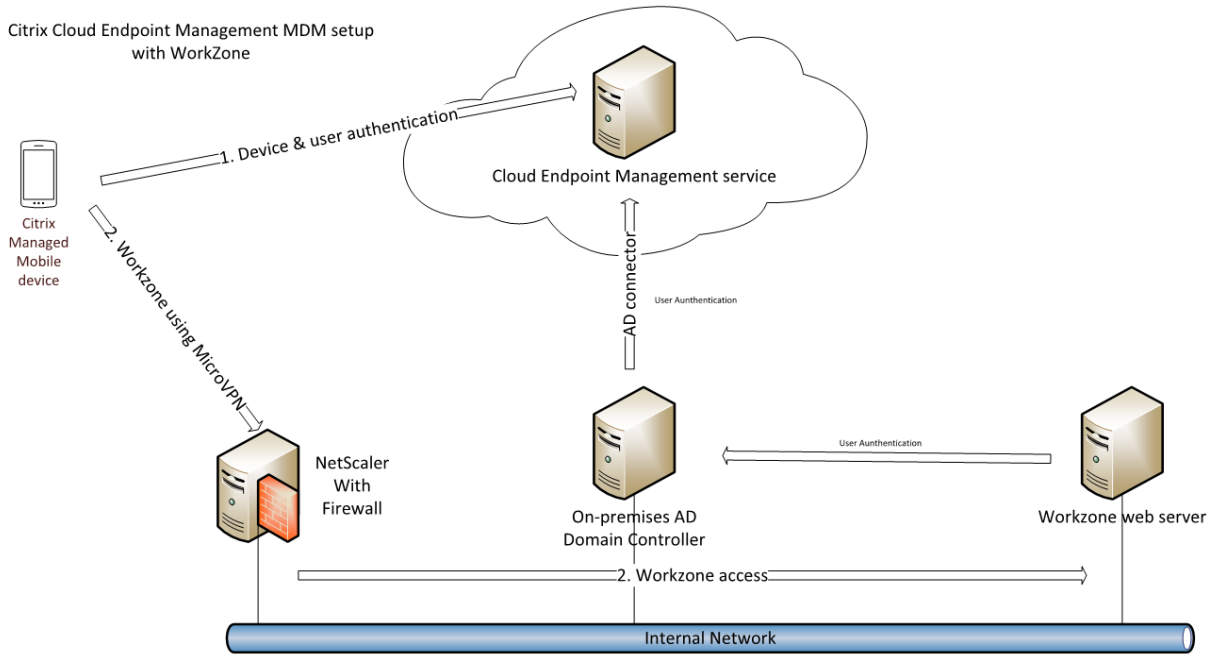 Citrix Cloud Endpoint Management MDM setup
with WorkZone
1. Device & user authentication
Cloud Endpoint Management service
Citrix
Managed
Mobile
device
2. Workzone using MicroVPN
AD connector
User Aunthentication
NetScaler
With
Firewall
On-premises AD
Domain Controller
User Aunthentication
Workzone web server
2. Workzone access
Internal Network